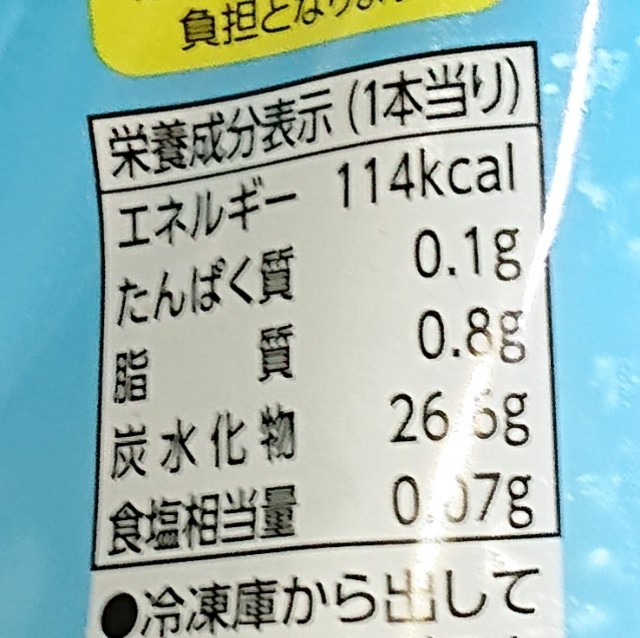 負担となりま
栄養成分表示(1本当り)
エネルギー 114kcal
たんぱく質 0.1g
脂質 0.8g
炭水化物 26.6g
食塩相当量 0.07g
●冷凍庫から出して